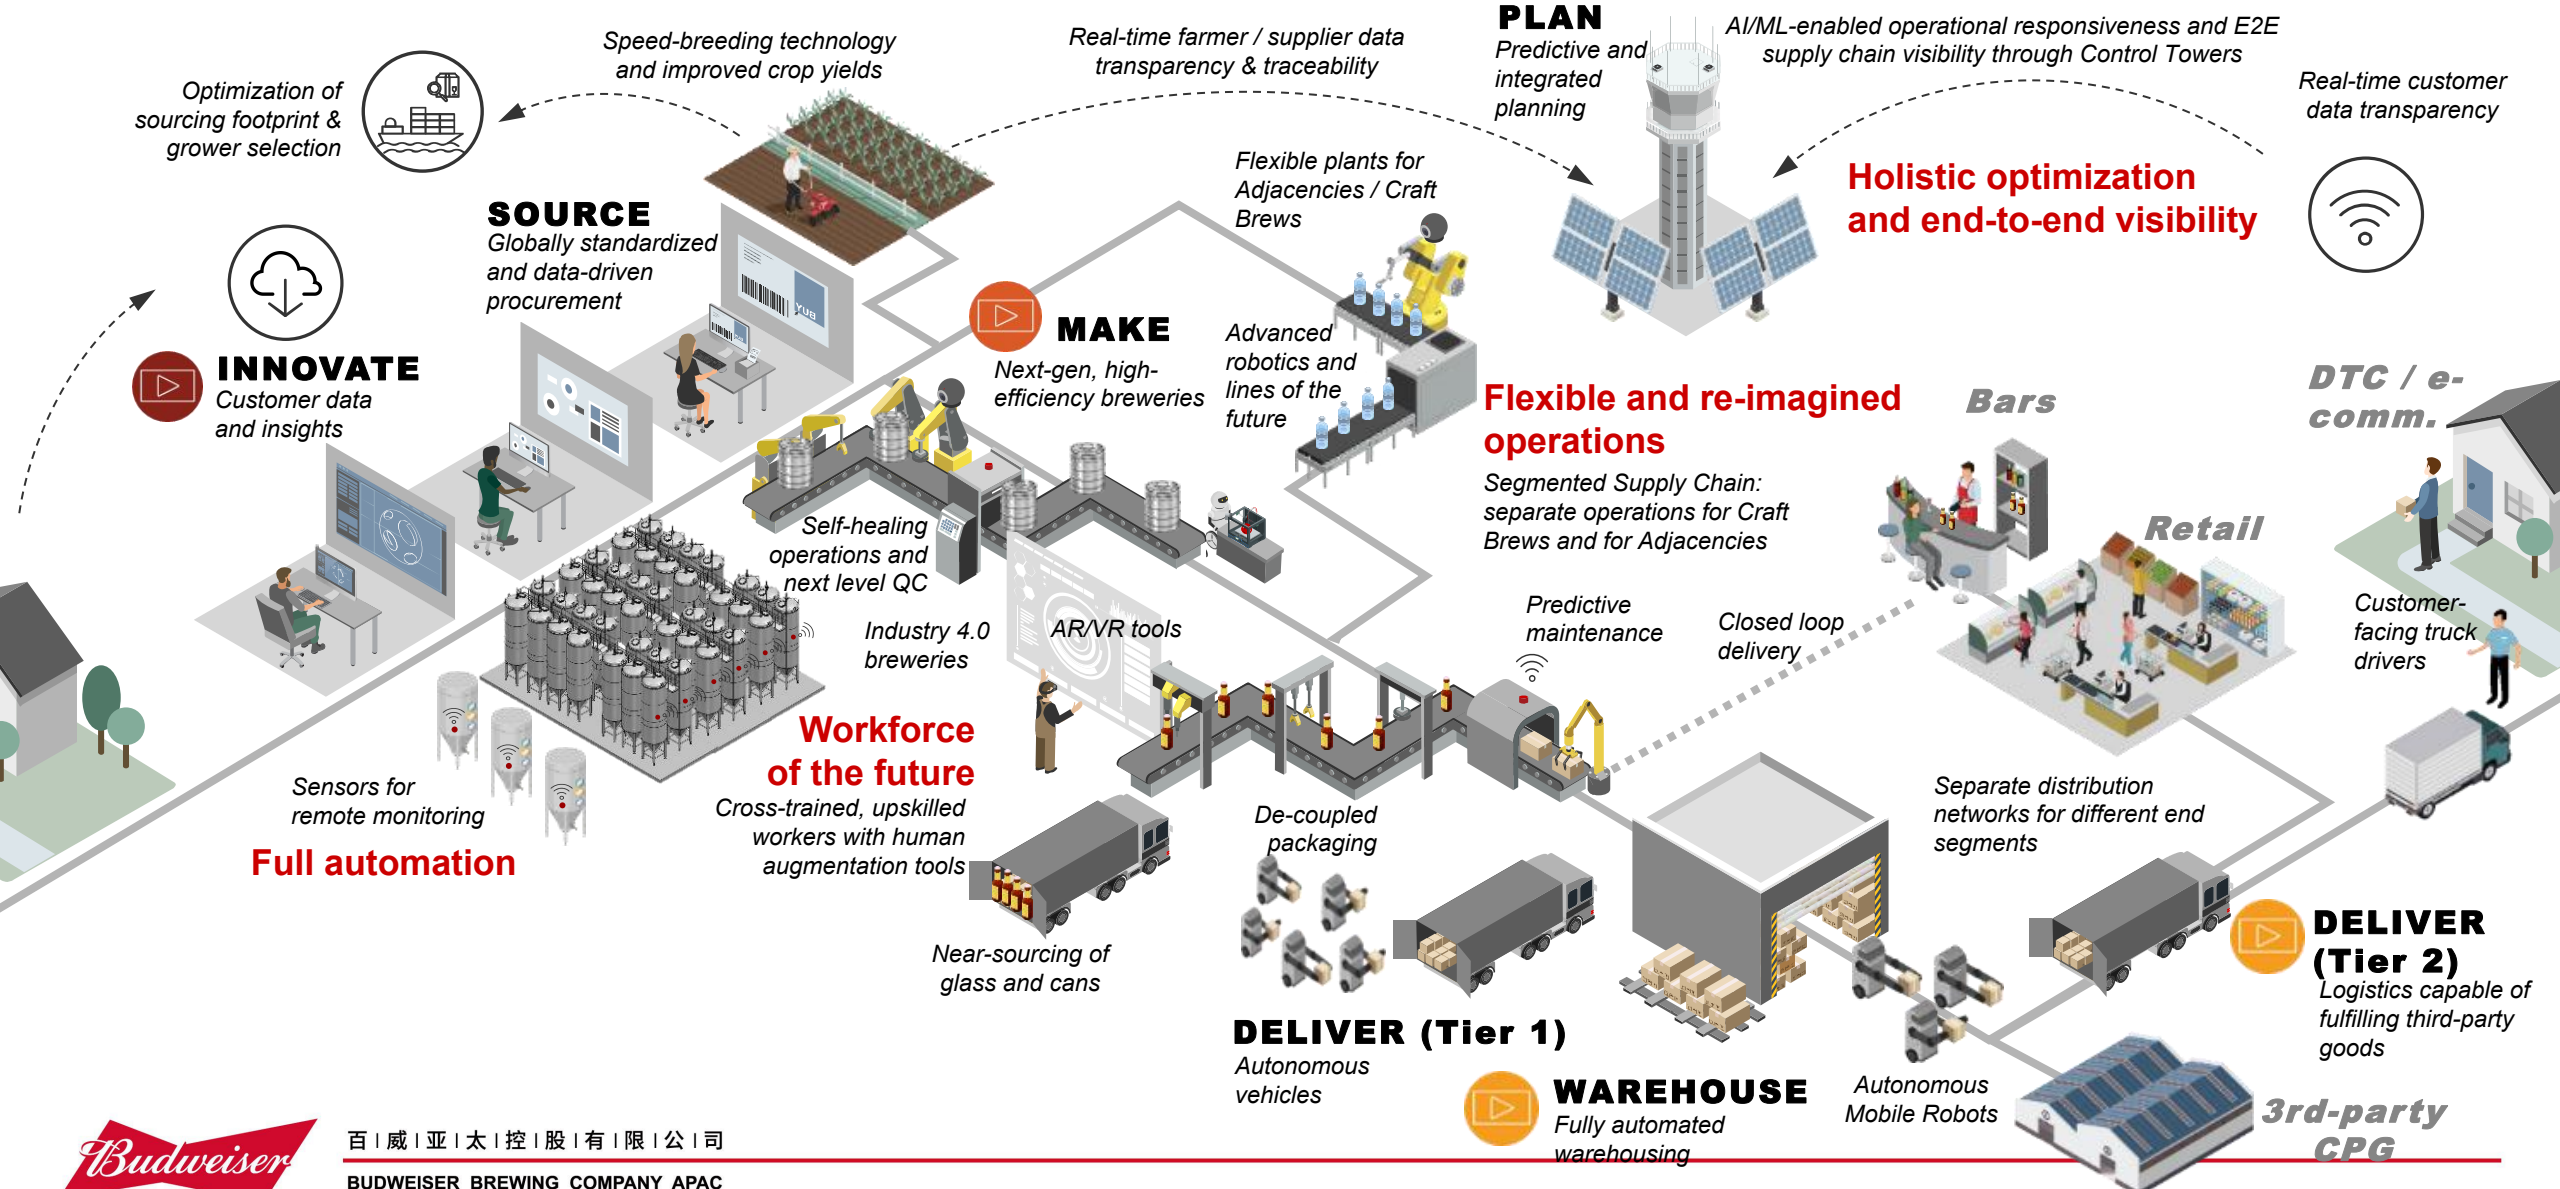 PLAN
Predictive and
integrated
planning
AI/ML-enabled operational responsiveness and E2E
supply chain visibility through Control Towers
Speed-breeding technology
and improved crop yields
Real-time farmer / supplier data
transparency & traceability
Optimization of
sourcing footprint &
grower selection
Real-time customer
data transparency
Holistic optimization
and end-to-end visibility
Flexible plants for
Adjacencies / Craft
Brews
SOURCE
Globally standardized
and data-driven
procurement
INNOVATE
Customer data
and insights
MAKE
Next-gen, high-
efficiency breweries
Advanced
robotics and
lines of the
future
Flexible and re-imagined
operations
Segmented Supply Chain:
separate operations for Craft
Brews and for Adjacencies
Bars
DTC / e-
comm.
Retail
Self-healing
operations and
next level QC
Industry 4.0
breweries
AR/VR tools
Predictive
maintenance
Closed loop
delivery
Customer-
facing truck
drivers
Workforce
of the future
Cross-trained, upskilled
workers with human
augmentation tools
Sensors for
remote monitoring
Full automation
De-coupled
packaging
Separate distribution
networks for different end
segments
Near-sourcing of
glass and cans
DELIVER (Tier 1)
Autonomous
vehicles
WAREHOUSE
Fully automated
warehousing
Autonomous
Mobile Robots
DELIVER
(Tier 2)
Logistics capable of
fulfilling third-party
goods
3rd-party
CPG
Budweiser
百|威|亚|太|控|股|有|限|公|司
BUDWEISER BREWING COMPANY APAC